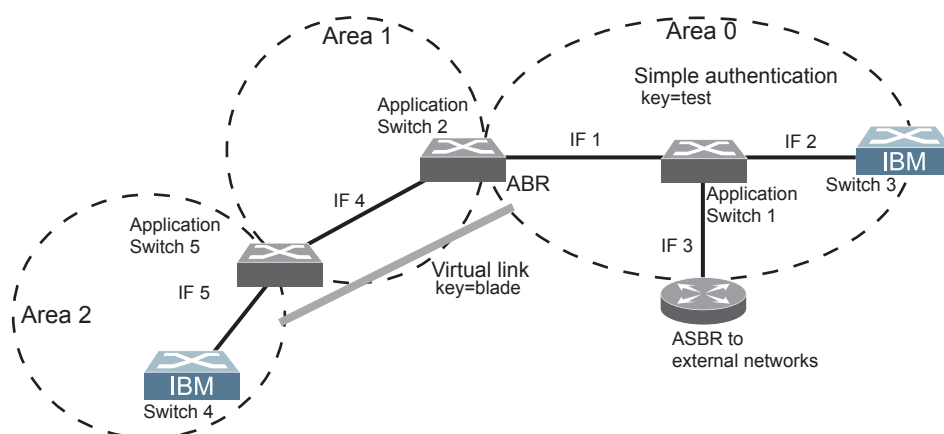 Area 1
Area 0
Simple authentication
key=test
Application
Switch 2
IF 1
IF 2
IBM
Switch 3
ABR
Application
Switch 1
IF 4
Application
Switch 5
IF 3
Virtual link
key=blade
IF 5
Area 2
ASBR to
external networks
IBM
Switch 4